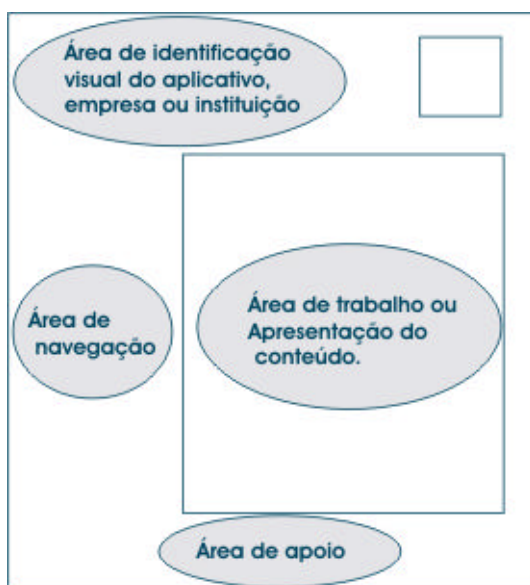 Área de identificação
visual do aplicativo,
empresa ou instituição
Área de
navegação
Área de trabalho ou
Apresentação do
conteúdo.
Área de apoio